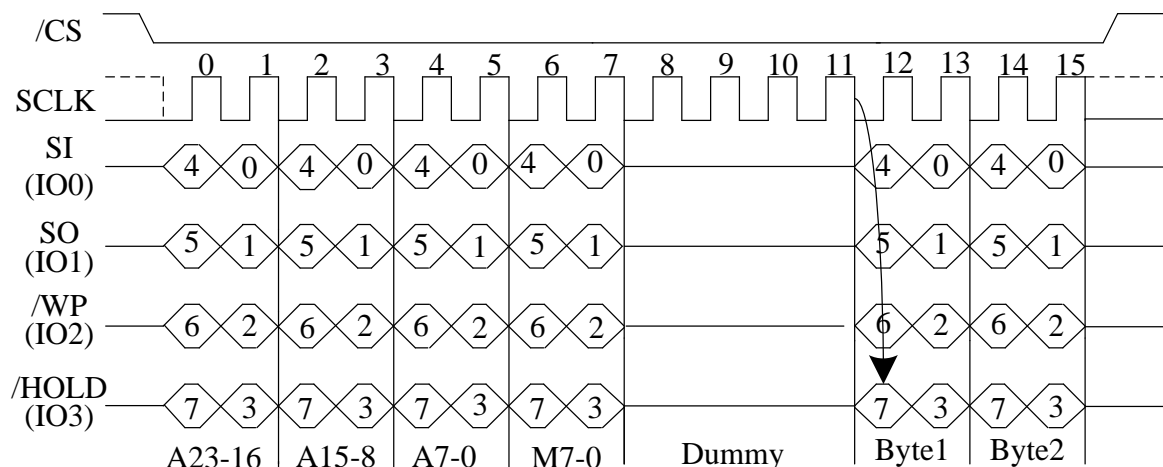 /CS
0 1 2 3 4 5 6 7 8 9 10 11 12 13 14 15
SCLK
SI
(IO0)
4 0 4 0 4 0 4 0 4 0 4 0
SO
(IO1)
5 1 5 1 5 1 5 1 5 1 5 1
/WP
(IO2)
6 2 6 2 6 2 6 2 6 2 6 2
/HOLD
(IO3)
7 3 7 3 7 3 7 3 7 3 7 3
A23-16 A15-8 A7-0 M7-0 Dummy Byte1 Byte2